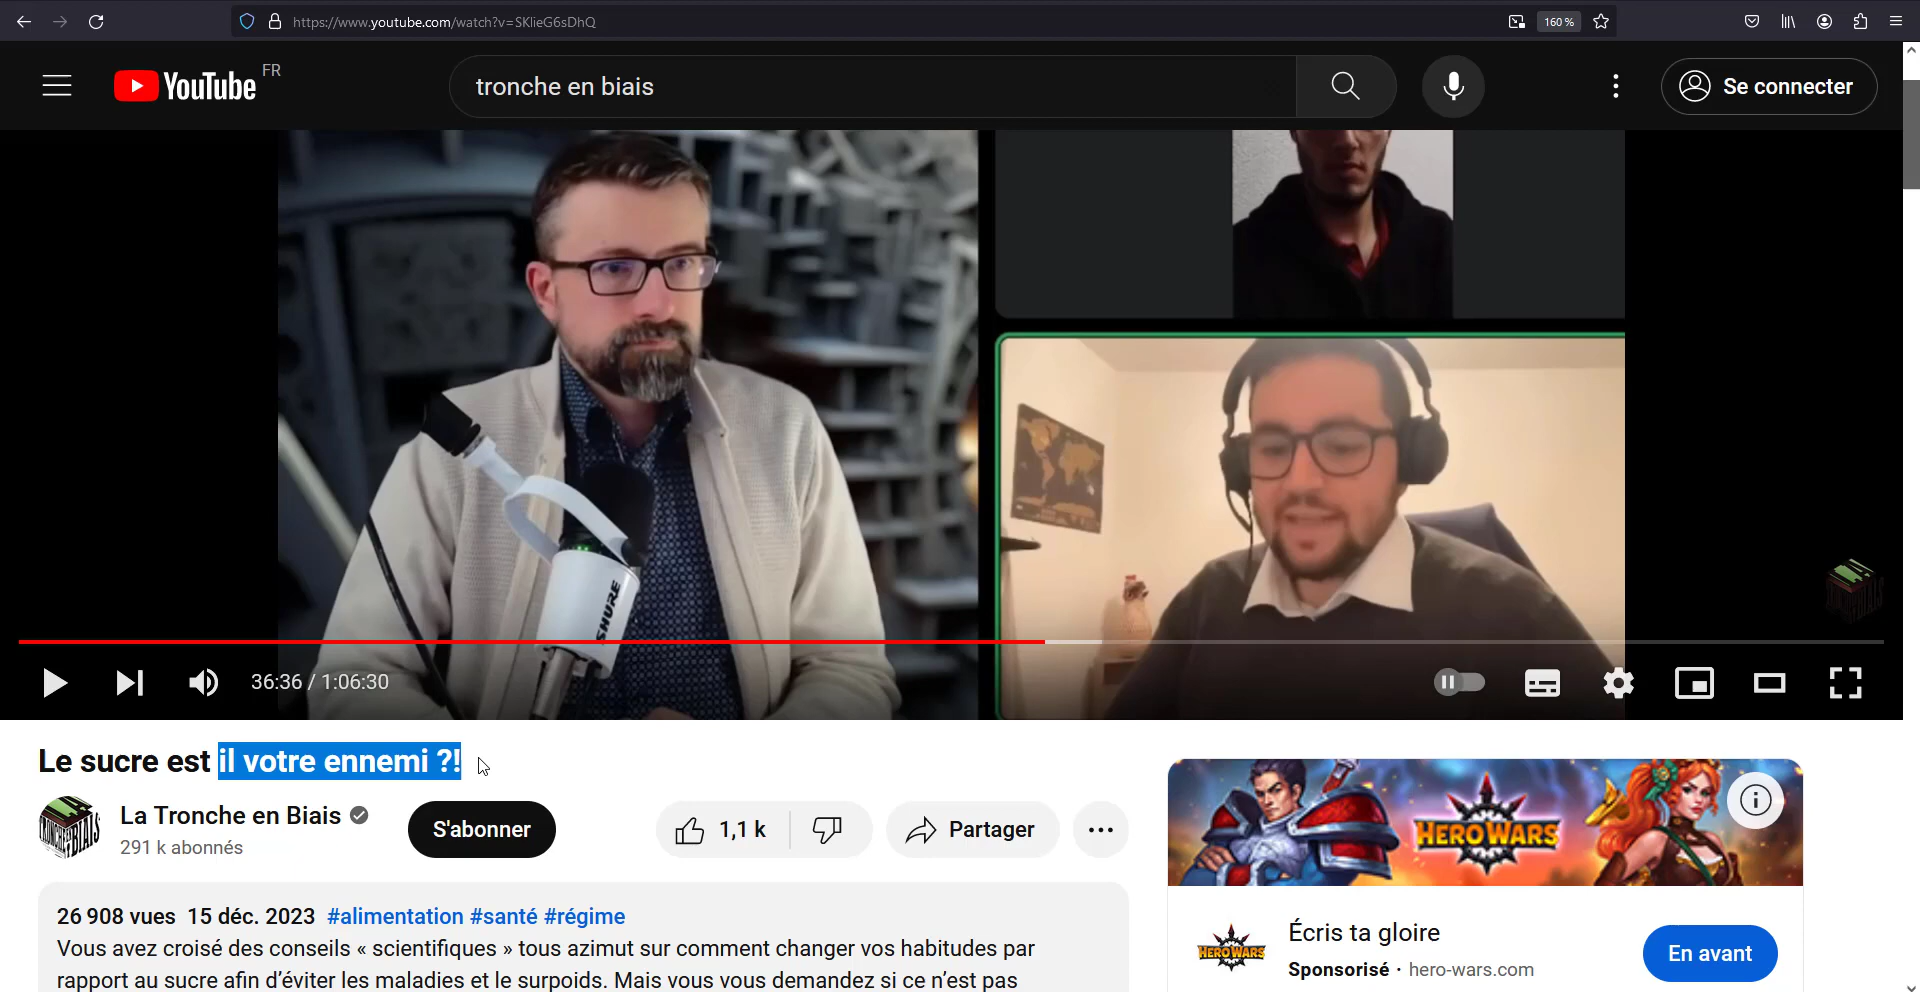 https://www.youtube.com/watch?v=SKlieG6sDhQ
160 %
YouTube FR
tronche en biais
Se connecter
SHURE
36:36 / 1:06:30
Le sucre est il votre ennemi ?!
La Tronche en Biais
291 k abonnés
S'abonner
1,1 k
Partager
26 908 vues 15 déc. 2023 #alimentation #santé #régime
Vous avez croisé des conseils « scientifiques » tous azimut sur comment changer vos habitudes par
rapport au sucre afin d'éviter les maladies et le surpoids. Mais vous vous demandez si ce n'est pas
HERO WARS
HERO WARS
Écris ta gloire
Sponsorisé · hero-wars.com
En avant